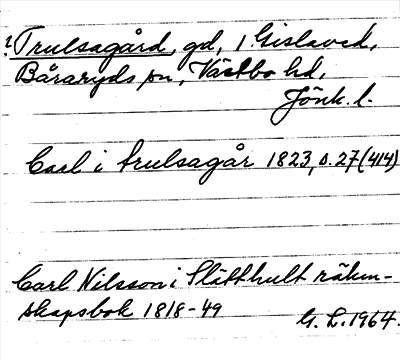 ? Trulsagård, gd, 1 Gislaved,
Båraryds sn, Västbo hd,
Jönk. l.
Carl i trulsagår 1823, s. 27 (414)
Carl Nilsson i Slätthult räken-
skapsbok 1818-49
G. L. 1964.